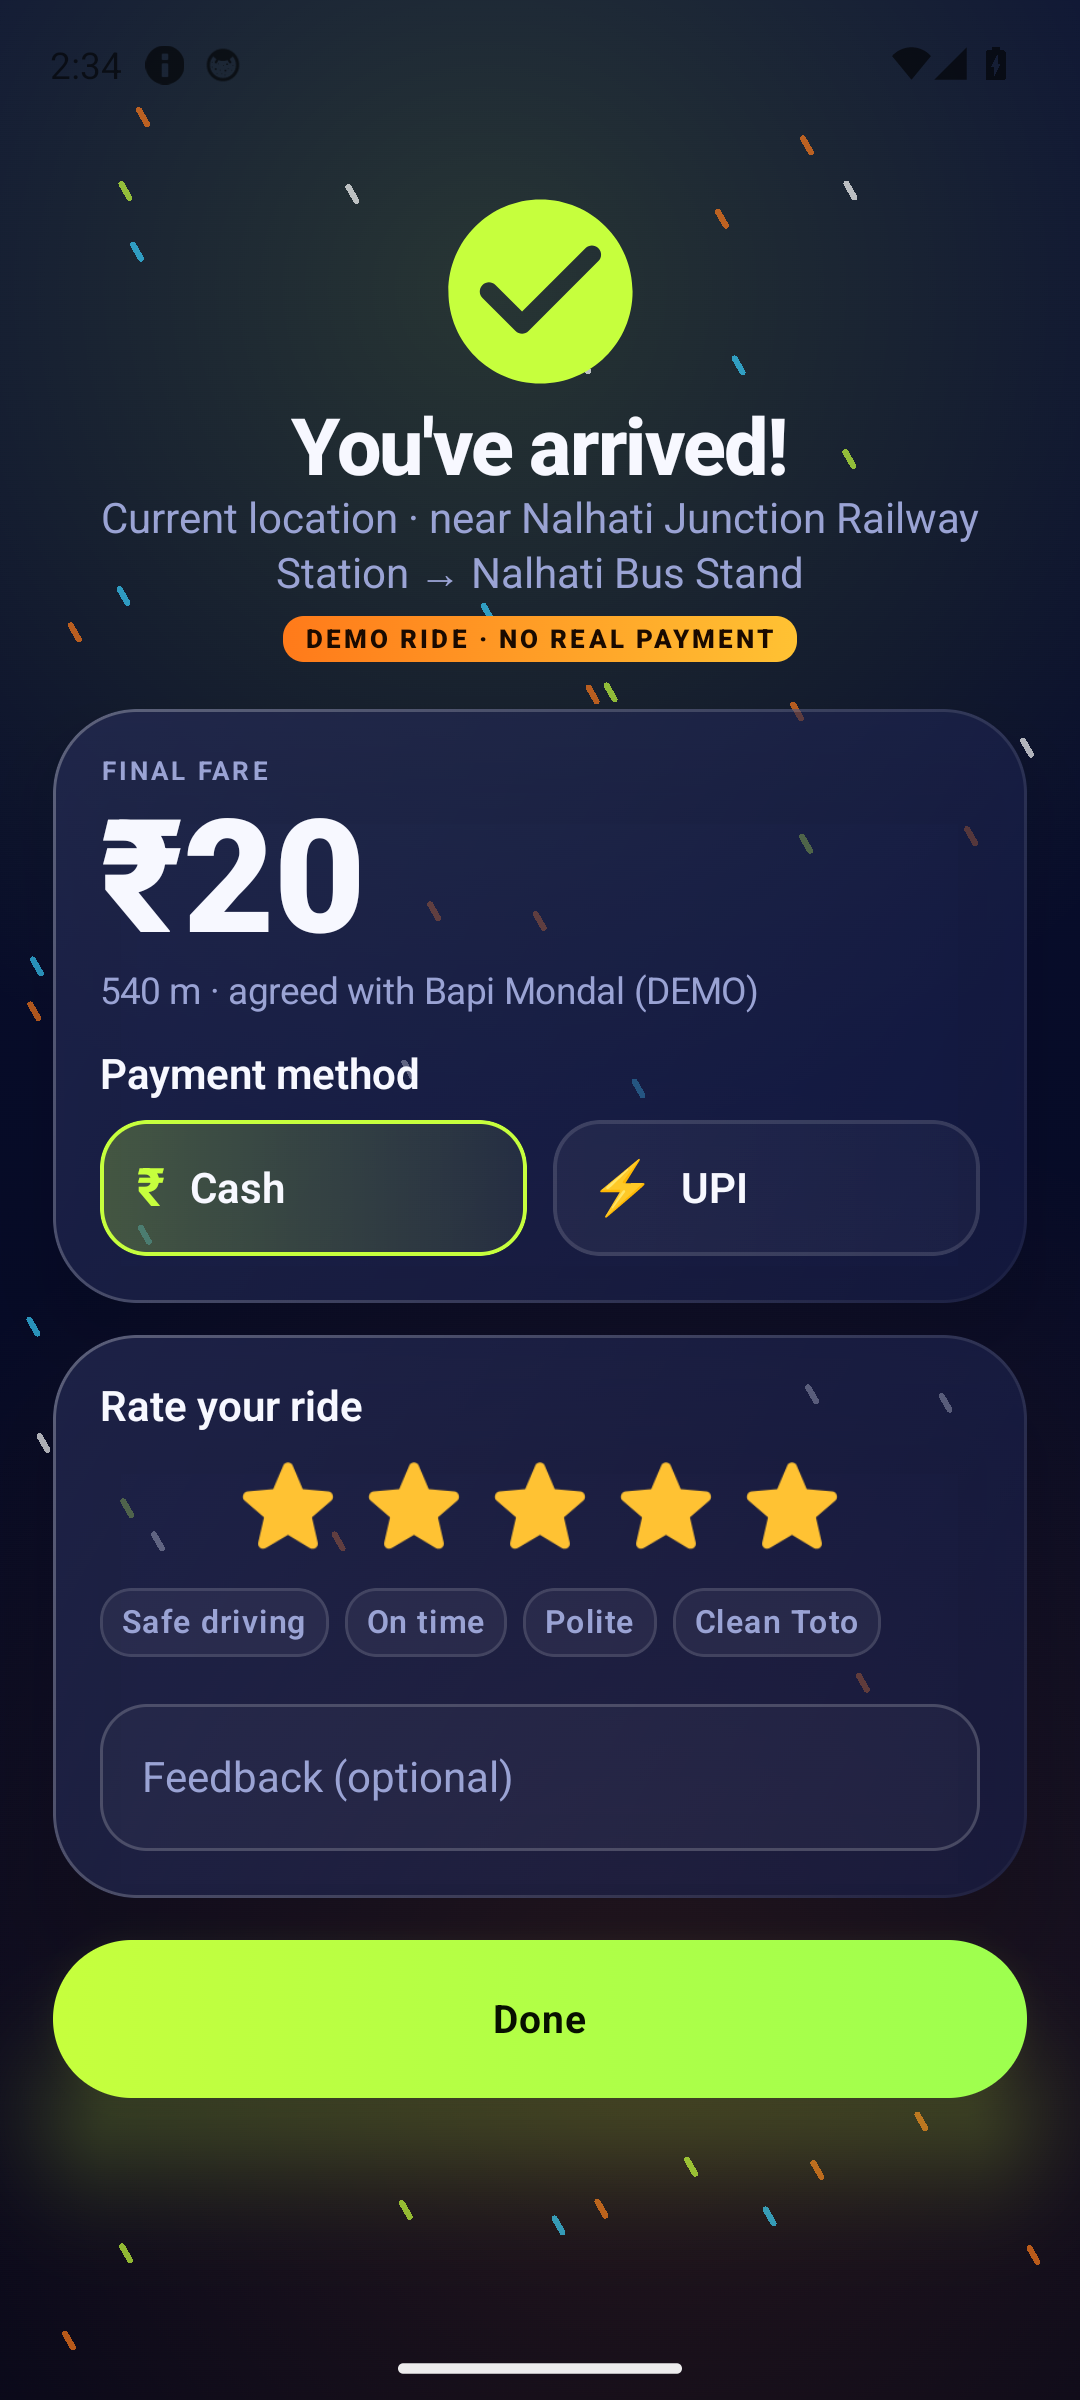 2:34
You've arrived!
Current location · near Nalhati Junction Railway
Station → Nalhati Bus Stand
DEMO RIDE · NO REAL PAYMENT
FINAL FARE
₹20
540 m · agreed with Bapi Mondal (DEMO)
Payment method
₹ Cash
⚡ UPI
Rate your ride
Safe driving
On time
Polite
Clean Toto
Feedback (optional)
Done